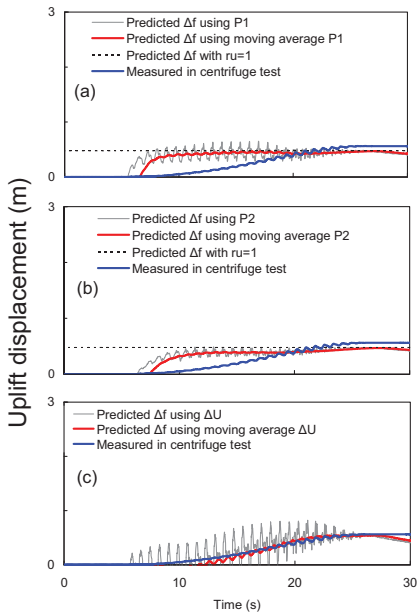 Uplift displacement (m)
3
Predicted Δf using P1
Predicted Δf using moving average P1
Predicted Δf with ru=1
Measured in centrifuge test
(a)
0
3
Predicted Δf using P2
Predicted Δf using moving average P2
Predicted Δf with ru=1
Measured in centrifuge test
(b)
0
3
Predicted Δf using ΔU
Predicted Δf using moving average ΔU
Measured in centrifuge test
(c)
0
0 10 20 30
Time (s)